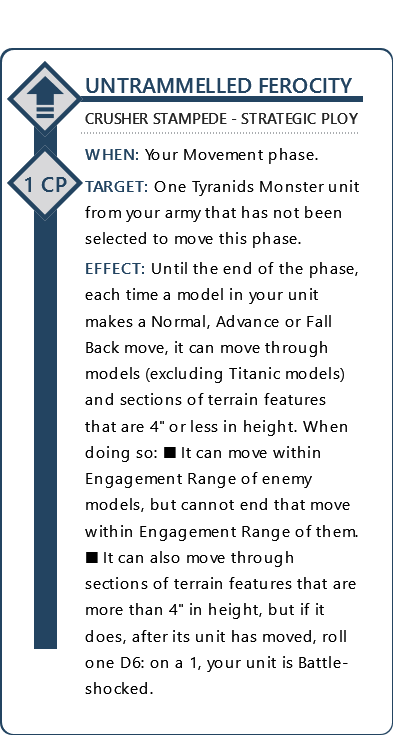 UNTRAMMELLED FEROCITY
CRUSHER STAMPEDE - STRATEGIC PLOY
WHEN: Your Movement phase.
1 CP
TARGET: One Tyranids Monster unit
from your army that has not been
selected to move this phase.
EFFECT: Until the end of the phase,
each time a model in your unit
makes a Normal, Advance or Fall
Back move, it can move through
models (excluding Titanic models)
and sections of terrain features
that are 4" or less in height. When
doing so: ■ It can move within
Engagement Range of enemy
models, but cannot end that move
within Engagement Range of them.
■ It can also move through
sections of terrain features that are
more than 4" in height, but if it
does, after its unit has moved, roll
one D6: on a 1, your unit is Battle-
shocked.